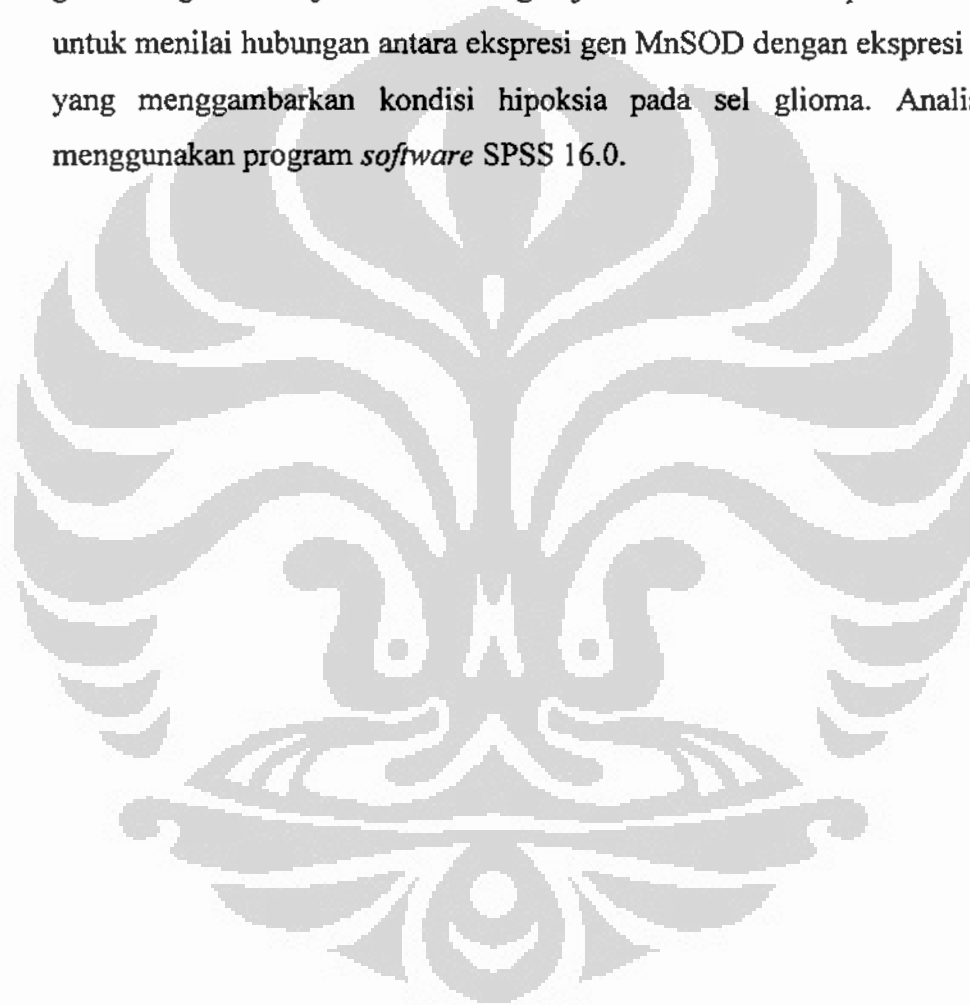 untuk menilai hubungan antara ekspresi gen MnSOD dengan ekspresi
yang menggambarkan kondisi hipoksia pada sel glioma.
menggunakan program software SPSS 16.0.